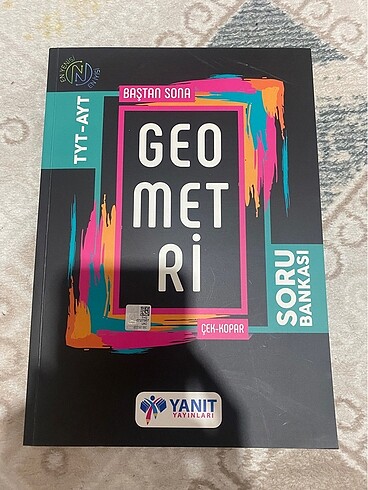 TYT-AYT
BAŞTAN SONA
GEO
MET
Rİ
ÇEK-KOPAR
SORU
BANKASI
YANIT
YAYINLARI